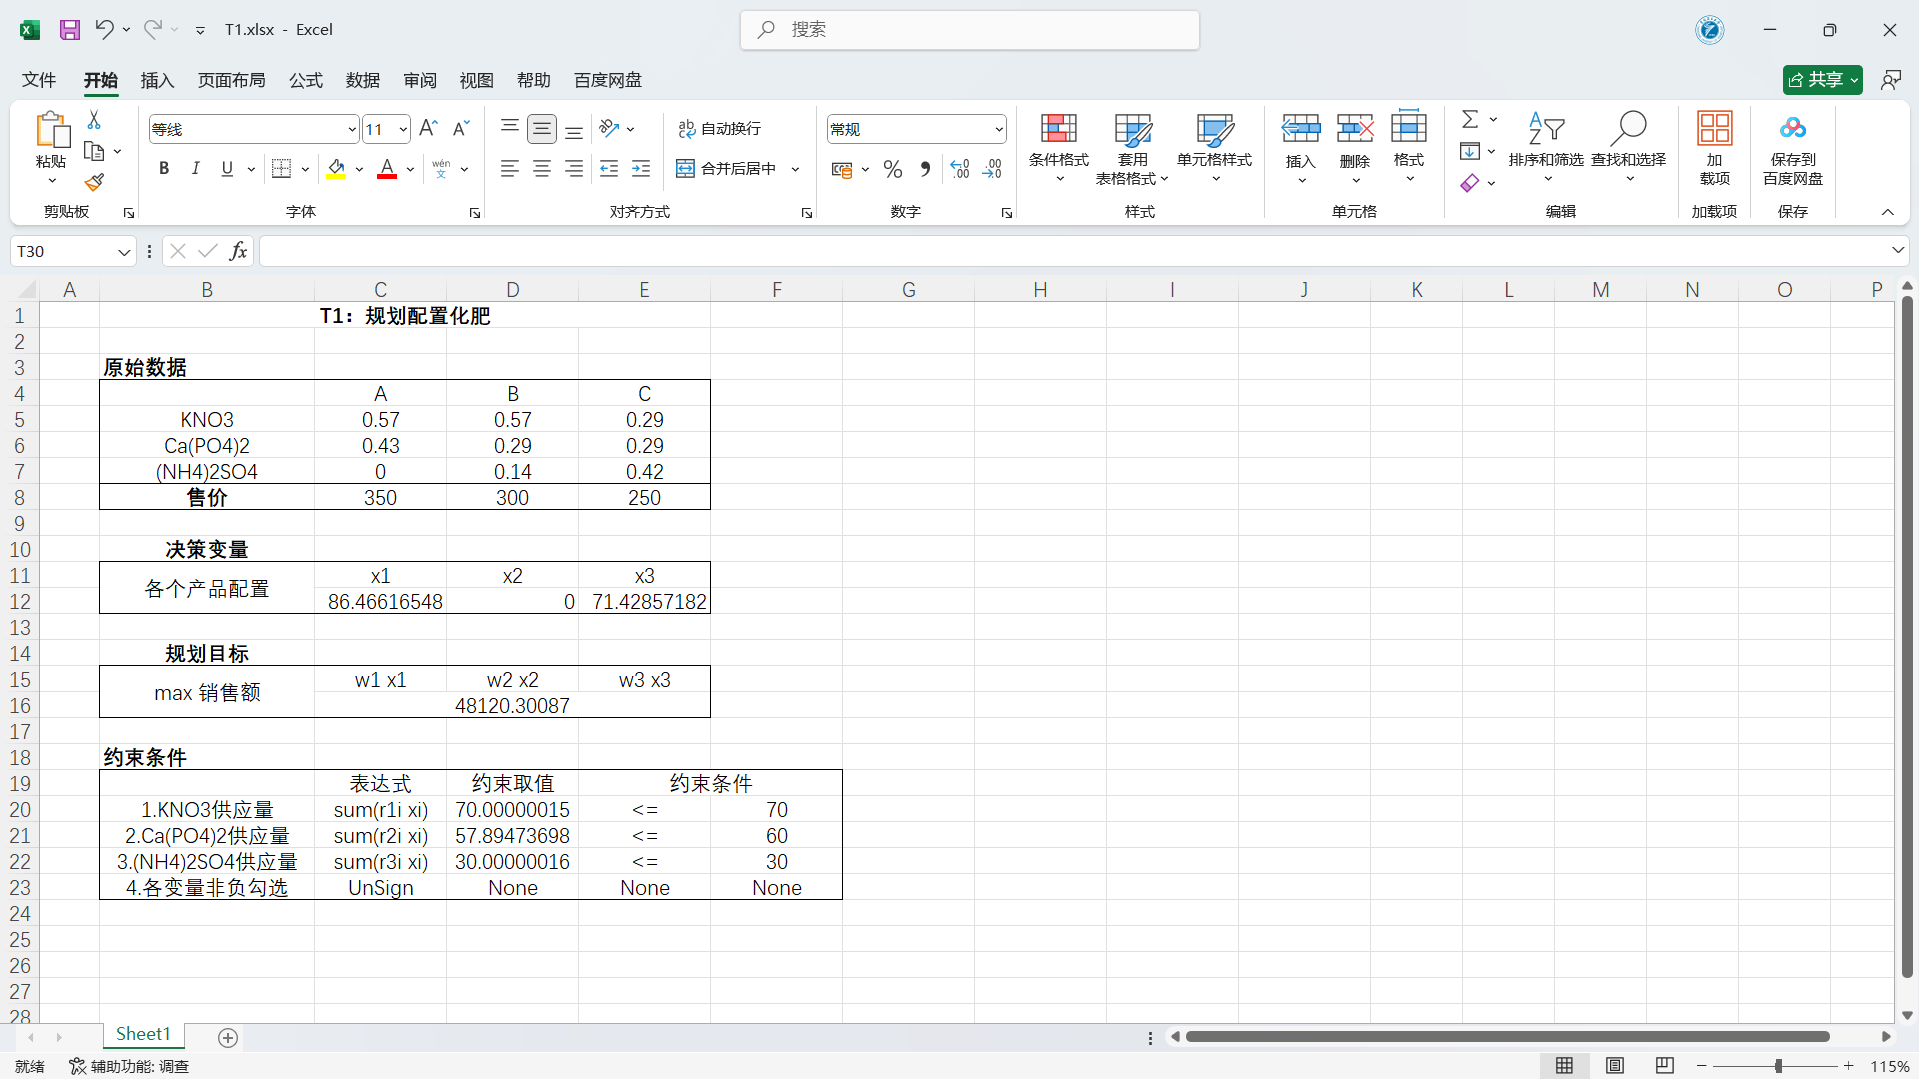 T1.xlsx - Excel
搜索
文件 开始 插入 页面布局 公式 数据 审阅 视图 帮助 百度网盘
共享
粘贴
剪贴板
等线 11
B I U
wén 文
字体
自动换行
合并后居中
对齐方式
常规
数字
条件格式
套用
表格格式
单元格样式
样式
插入 删除 格式
单元格
排序和筛选 查找和选择
编辑
加
载项
加载项
保存到
百度网盘
保存
T30
fx
A B C D E F G H I J K L M N O P
1 T1：规划配置化肥
2
3 原始数据
4 A B C
5 KNO3 0.57 0.57 0.29
6 Ca(PO4)2 0.43 0.29 0.29
7 (NH4)2SO4 0 0.14 0.42
8 售价 350 300 250
9
10 决策变量
11 各个产品配置 x1 x2 x3
12 86.46616548 0 71.42857182
13
14 规划目标
15 max 销售额 w1 x1 w2 x2 w3 x3
16 48120.30087
17
18 约束条件
19 表达式 约束取值 约束条件
20 1.KNO3供应量 sum(r1i xi) 70.00000015 <= 70
21 2.Ca(PO4)2供应量 sum(r2i xi) 57.89473698 <= 60
22 3.(NH4)2SO4供应量 sum(r3i xi) 30.00000016 <= 30
23 4.各变量非负勾选 UnSign None None None
24
25
26
27
28
Sheet1
就绪 辅助功能: 调查
115%